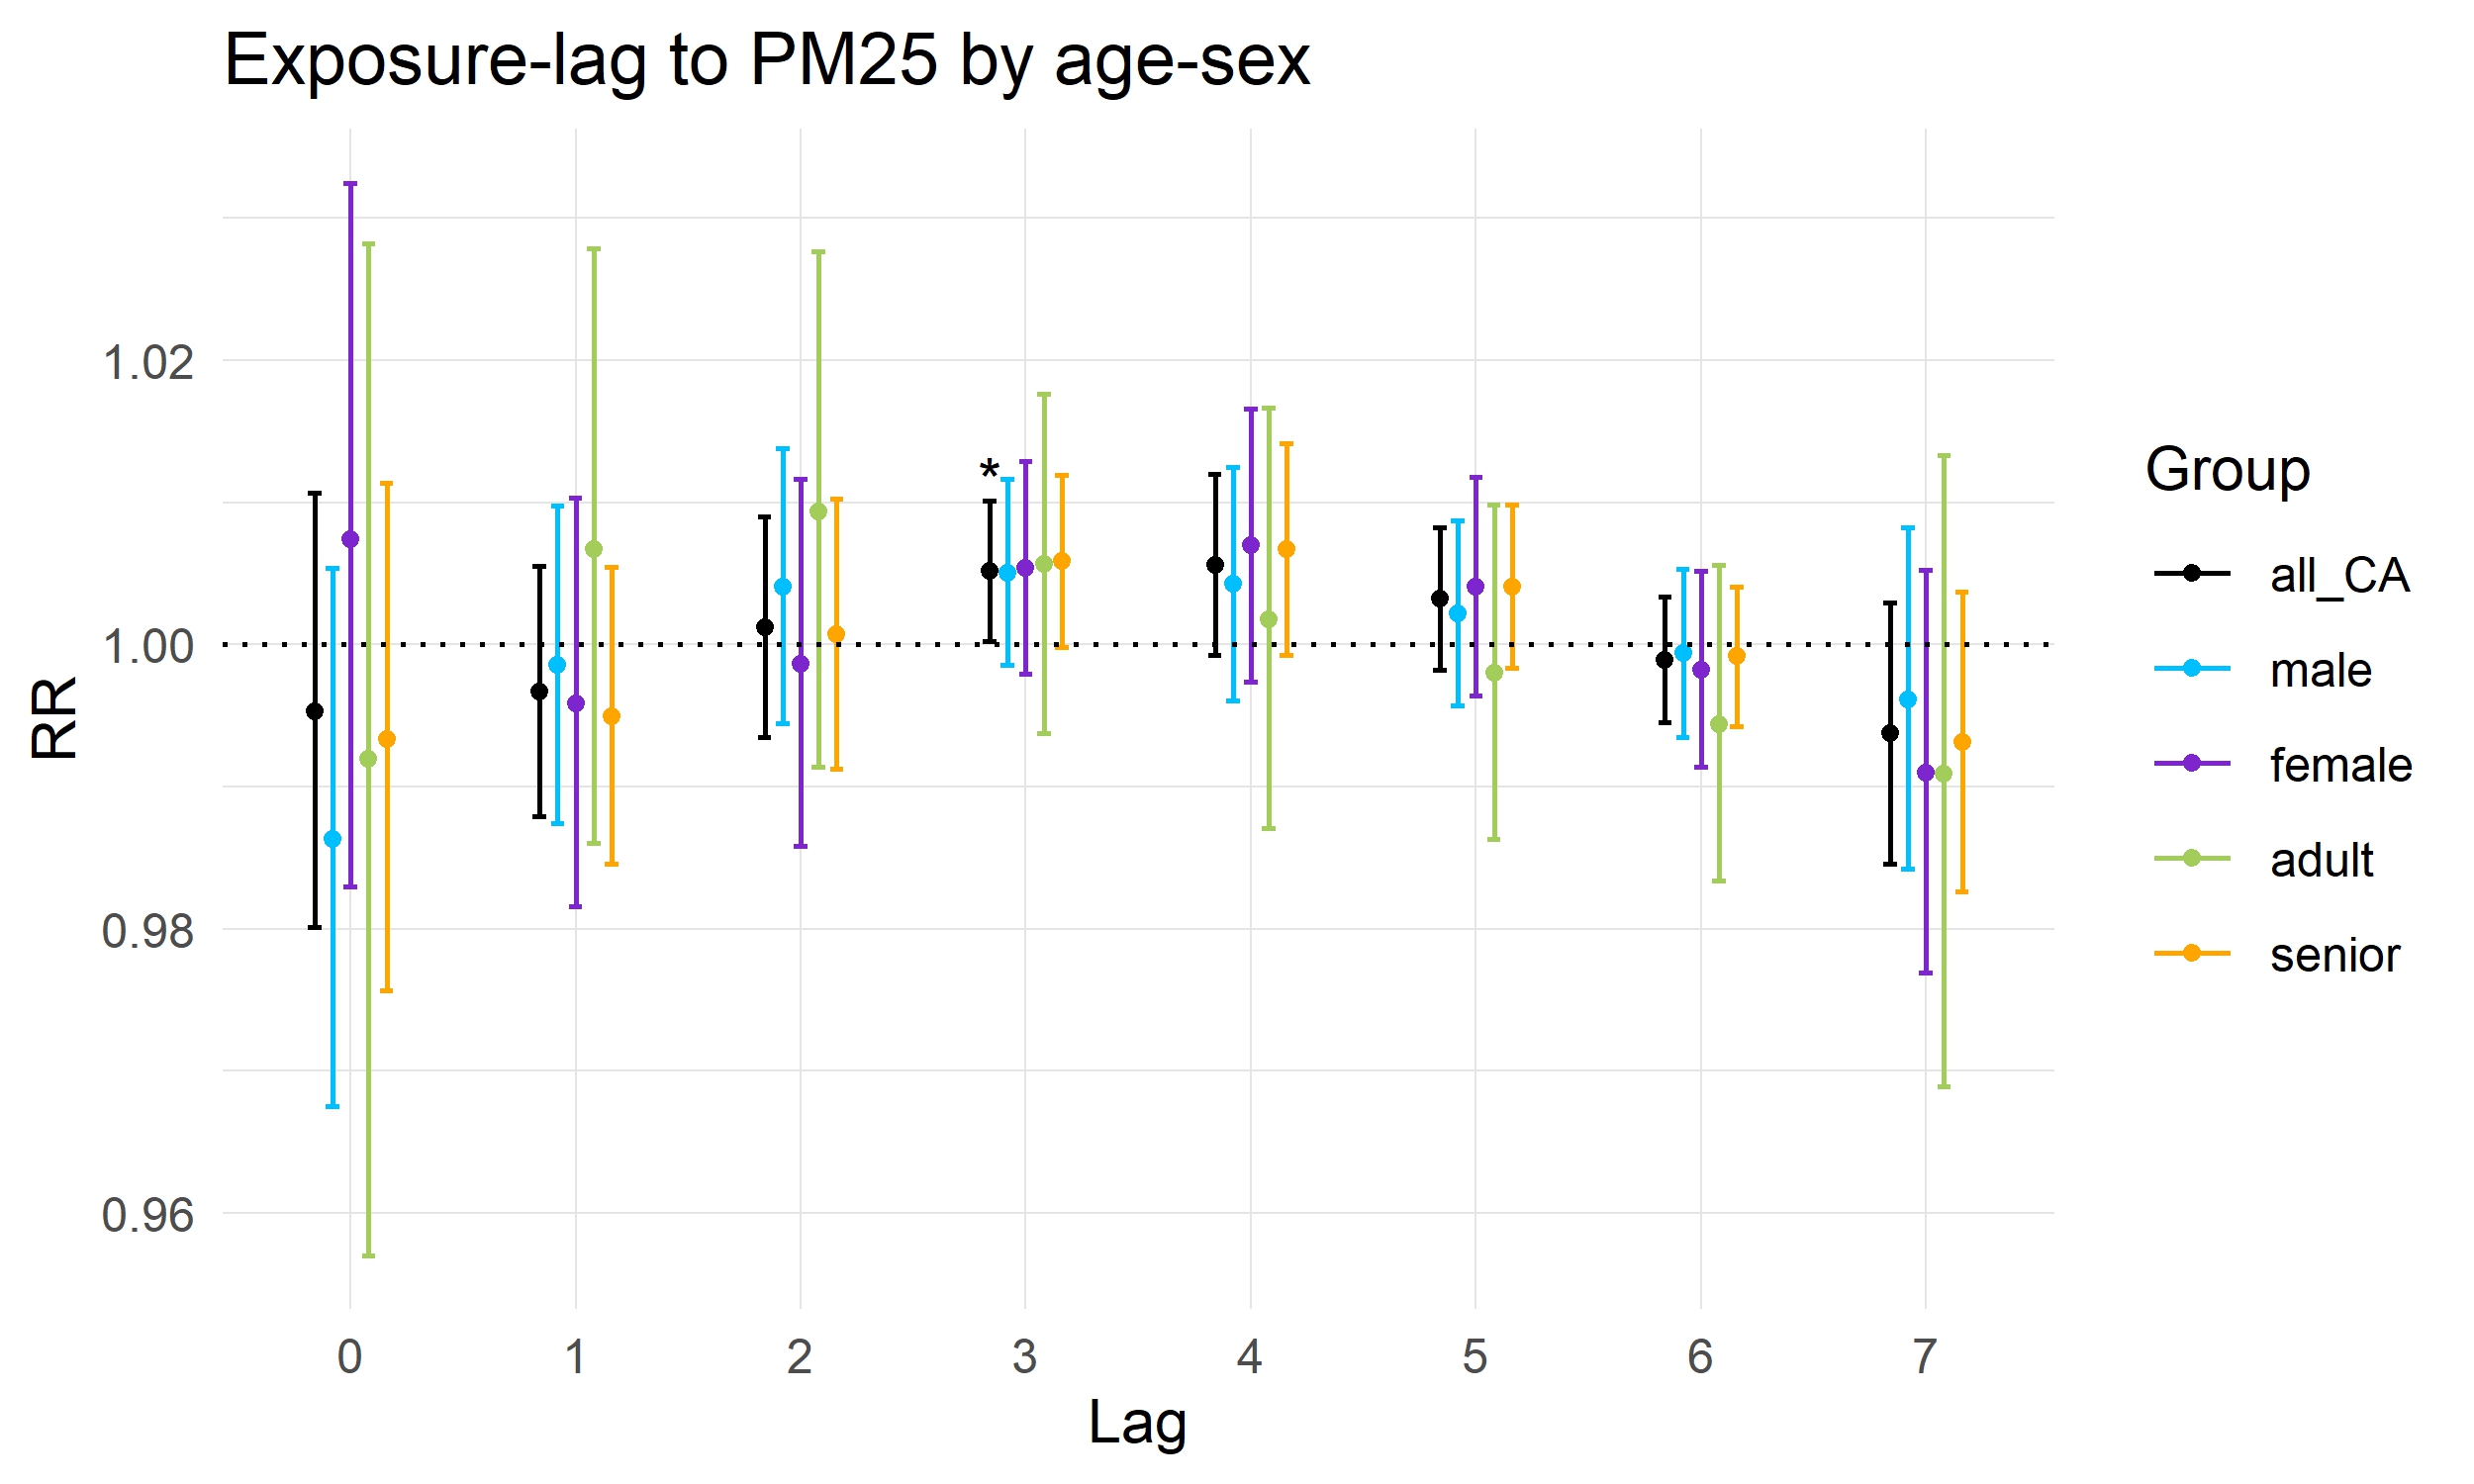 Exposure-lag to PM25 by age-sex
RR
1.02
1.00
0.98
0.96
*
0 1 2 3 4 5 6 7
Lag
Group
all_CA
male
female
adult
senior